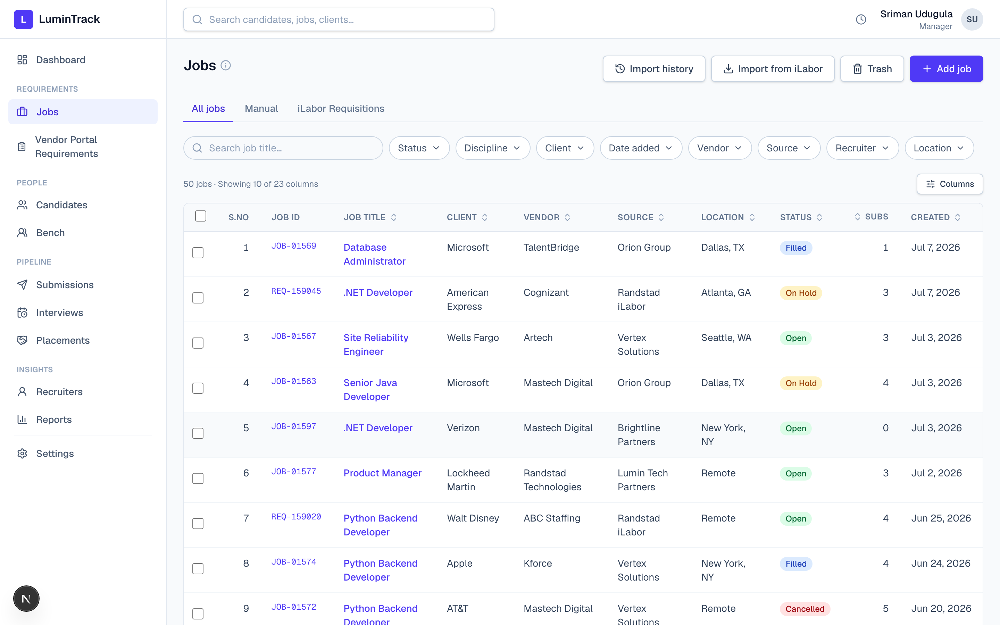 L LuminTrack
Search candidates, jobs, clients...
Sriman Udugula
Manager
SU
Dashboard
REQUIREMENTS
Jobs
Vendor Portal
Requirements
PEOPLE
Candidates
Bench
PIPELINE
Submissions
Interviews
Placements
INSIGHTS
Recruiters
Reports
Settings
N
Jobs
Import history
Import from iLabor
Trash
Add job
All jobs Manual iLabor Requisitions
Search job title...
Status Discipline Client Date added Vendor Source Recruiter Location
50 jobs · Showing 10 of 23 columns
Columns
S.NO JOB ID JOB TITLE CLIENT VENDOR SOURCE LOCATION STATUS SUBS CREATED
1 JOB-01569 Database Microsoft TalentBridge Orion Group Dallas, TX Filled 1 Jul 7, 2026
Administrator
2 REQ-159045 .NET Developer American Cognizant Randstad Atlanta, GA On Hold 3 Jul 7, 2026
Express iLabor
3 JOB-01567 Site Reliability Wells Fargo Artech Vertex Seattle, WA Open 3 Jul 3, 2026
Engineer Solutions
4 JOB-01563 Senior Java Microsoft Mastech Digital Orion Group Dallas, TX On Hold 4 Jul 3, 2026
Developer
5 JOB-01597 .NET Developer Verizon Mastech Digital Brightline New York, Open 0 Jul 3, 2026
Partners NY
6 JOB-01577 Product Manager Lockheed Randstad Lumin Tech Remote Open 3 Jul 2, 2026
Martin Technologies Partners
7 REQ-159020 Python Backend Walt Disney ABC Staffing Randstad Remote Open 4 Jun 25, 2026
Developer iLabor
8 JOB-01574 Python Backend Apple Kforce Vertex New York, Filled 4 Jun 24, 2026
Developer Solutions NY
9 JOB-01572 Python Backend AT&T Mastech Digital Vertex Remote Cancelled 5 Jun 20, 2026
Developer Solutions